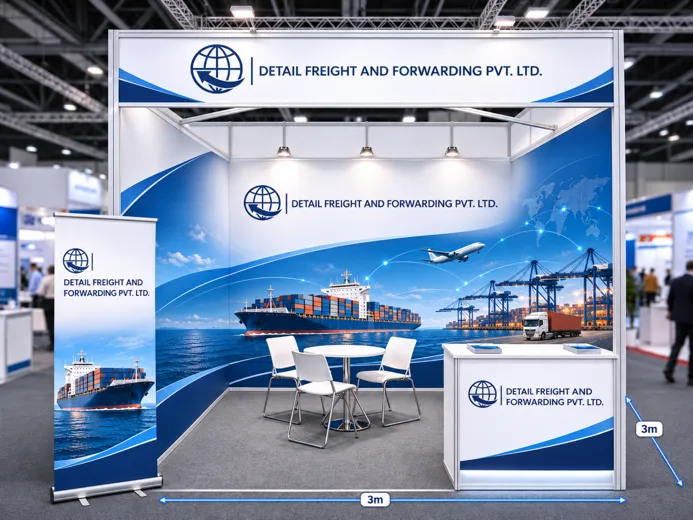 DETAIL FREIGHT AND FORWARDING PVT. LTD.
DETAIL FREIGHT AND FORWARDING PVT. LTD.
DETAIL FREIGHT AND
FORWARDING PVT. LTD.
DETAIL FREIGHT AND
FORWARDING PVT. LTD.
3m
3m